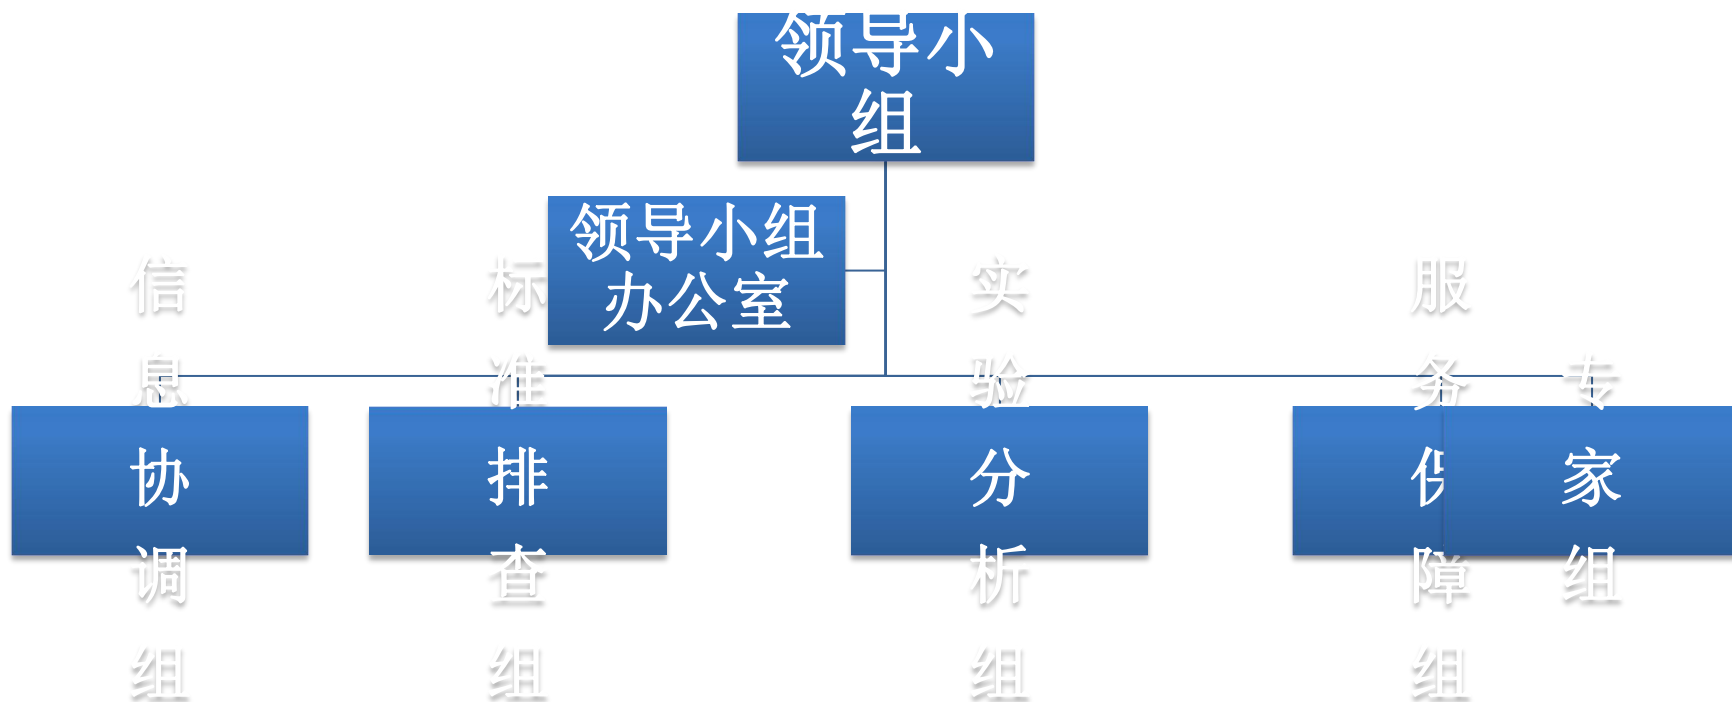 领导小
组
领导小组
办公室
信息协调组
标准排查组
实验分析组
服务保障组
专家组